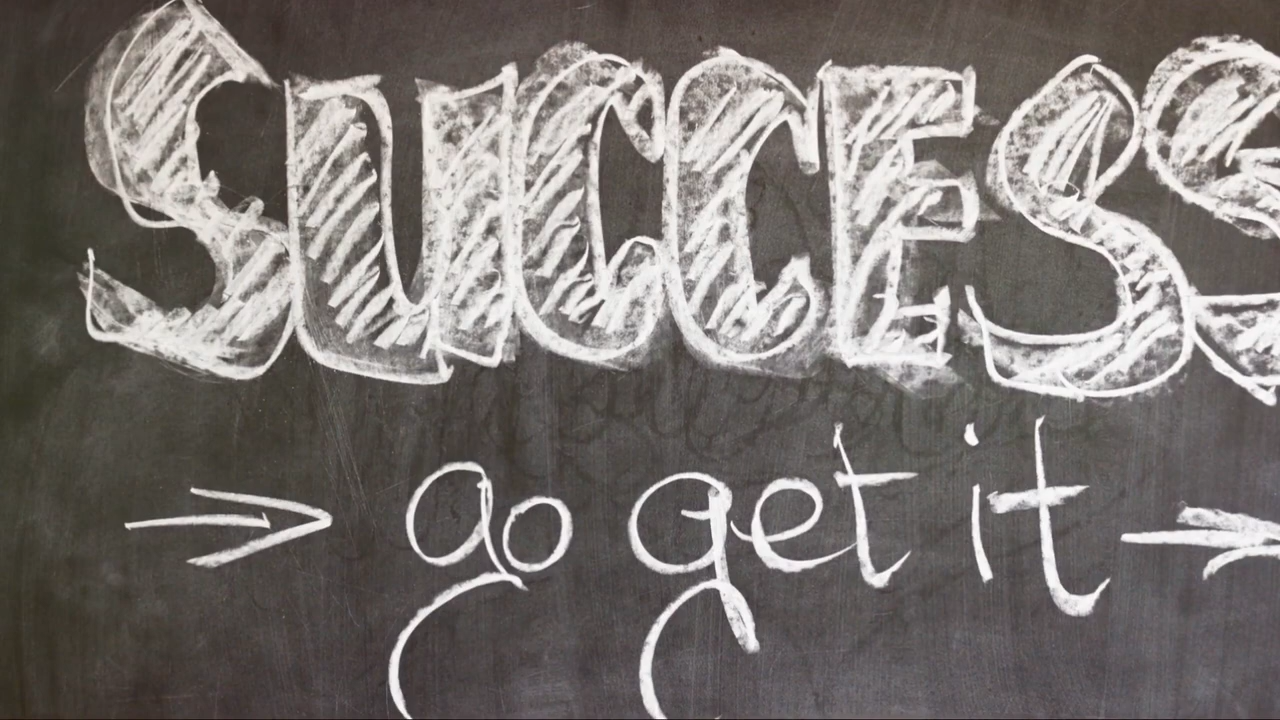 SUCCESS
→ go get it →